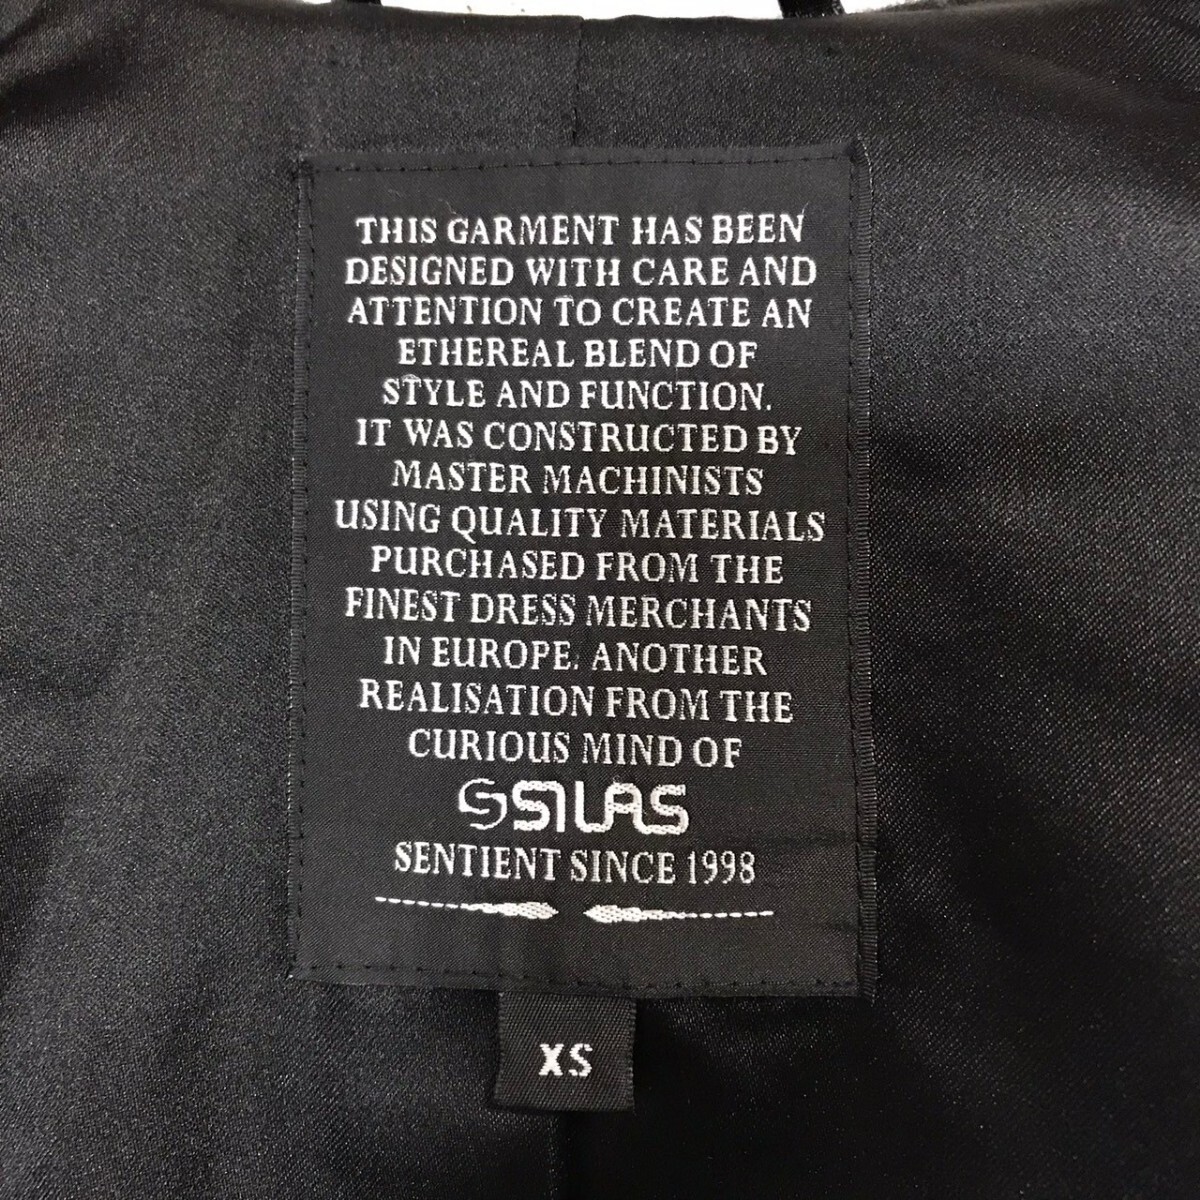 THIS GARMENT HAS BEEN
DESIGNED WITH CARE AND
ATTENTION TO CREATE AN
ETHEREAL BLEND OF
STYLE AND FUNCTION.
IT WAS CONSTRUCTED BY
MASTER MACHINISTS
USING QUALITY MATERIALS
PURCHASED FROM THE
FINEST DRESS MERCHANTS
IN EUROPE. ANOTHER
REALISATION FROM THE
CURIOUS MIND OF
SILAS
SENTIENT SINCE 1998
XS